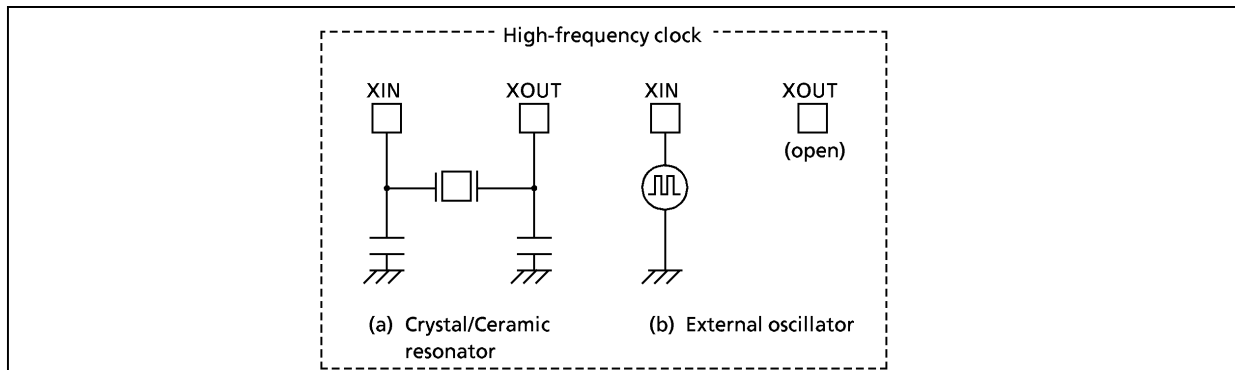 High-frequency clock
XIN XOUT XIN XOUT
(open)
(a) Crystal/Ceramic
resonator
(b) External oscillator